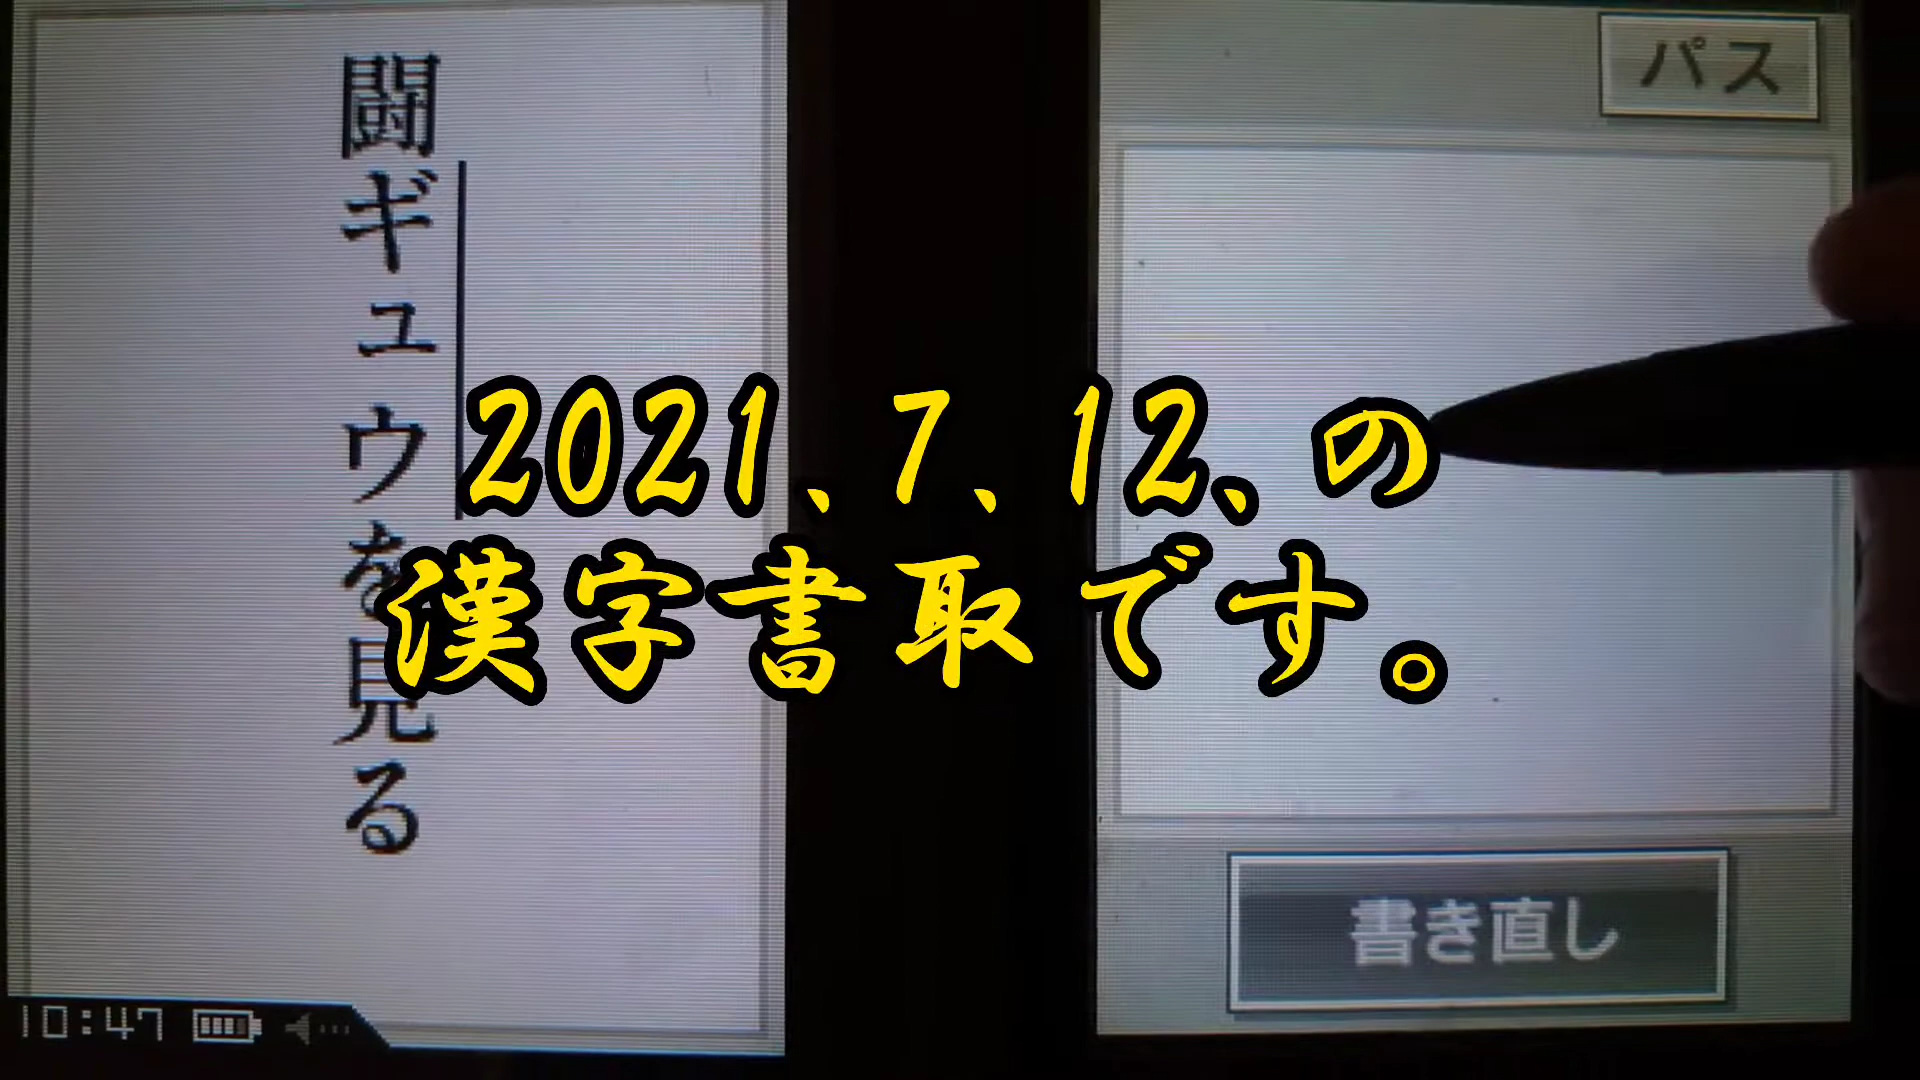 闘ギュウを見る
パス
2021.7.12.の
漢字書取です。
書き直し
10:47